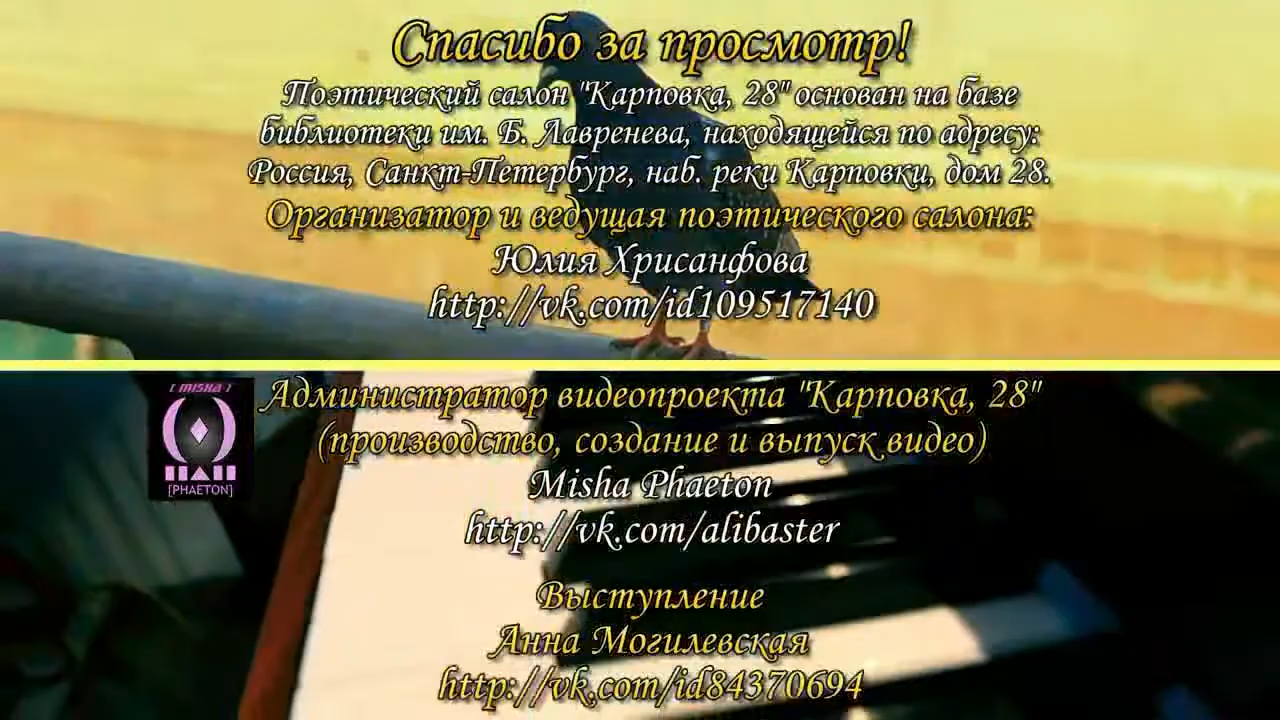 Спасибо за просмотр!
Поэтический салон "Карповка, 28" основан на базе
библиотеки им. Б. Лавренева, находящейся по адресу:
Россия, Санкт-Петербург, наб. реки Карповки, дом 28.
Организатор и ведущая поэтического салона:
Юлия Хрисанфова
http://vk.com/id109517140
[ MISHA ]
[PHAETON]
Администратор видеопроекта "Карповка, 28"
(производство, создание и выпуск видео)
Misha Phaeton
http://vk.com/alibaster
Выступление
Анна Могилевская
http://vk.com/id84370694